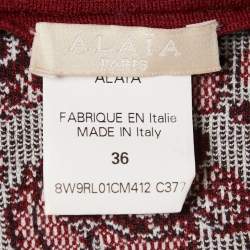 ALAÏA
PARIS
ALAÏA
FABRIQUE EN Italie
MADE IN Italy
36
8W9RL01CM412 C377